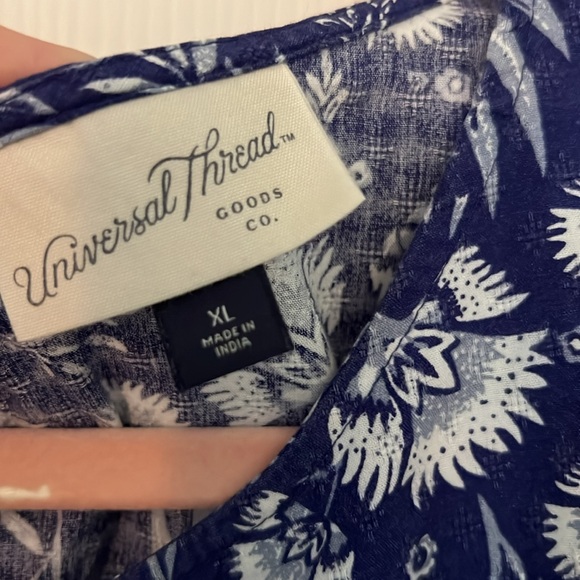 Universal Thread™
GOODS
CO.
XL
MADE IN
INDIA